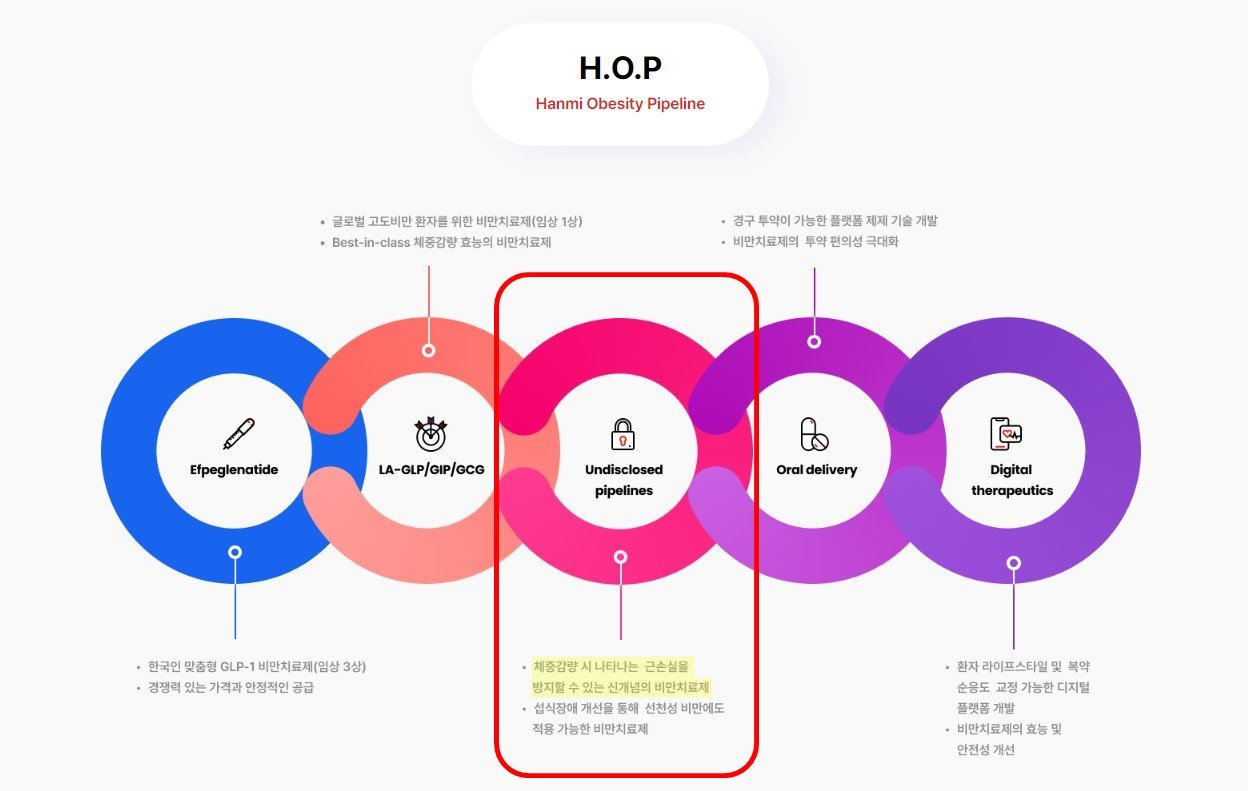 H.O.P
Hanmi Obesity Pipeline
• 글로벌 고도비만 환자를 위한 비만치료제(임상 1상)
• Best-in-class 체중감량 효능의 비만치료제
• 경구 투약이 가능한 플랫폼 제제 기술 개발
• 비만치료제의 투약 편의성 극대화
Efpeglenatide
LA-GLP/GIP/GCG
Undisclosed
pipelines
Oral delivery
Digital
therapeutics
• 한국인 맞춤형 GLP-1 비만치료제(임상 3상)
• 경쟁력 있는 가격과 안정적인 공급
• 체중감량 시 나타나는 근손실을
방지할 수 있는 신개념의 비만치료제
• 섭식장애 개선을 통해 선천성 비만에도
적용 가능한 비만치료제
• 환자 라이프스타일 및 복약
순응도 교정 가능한 디지털
플랫폼 개발
• 비만치료제의 효능 및
안전성 개선